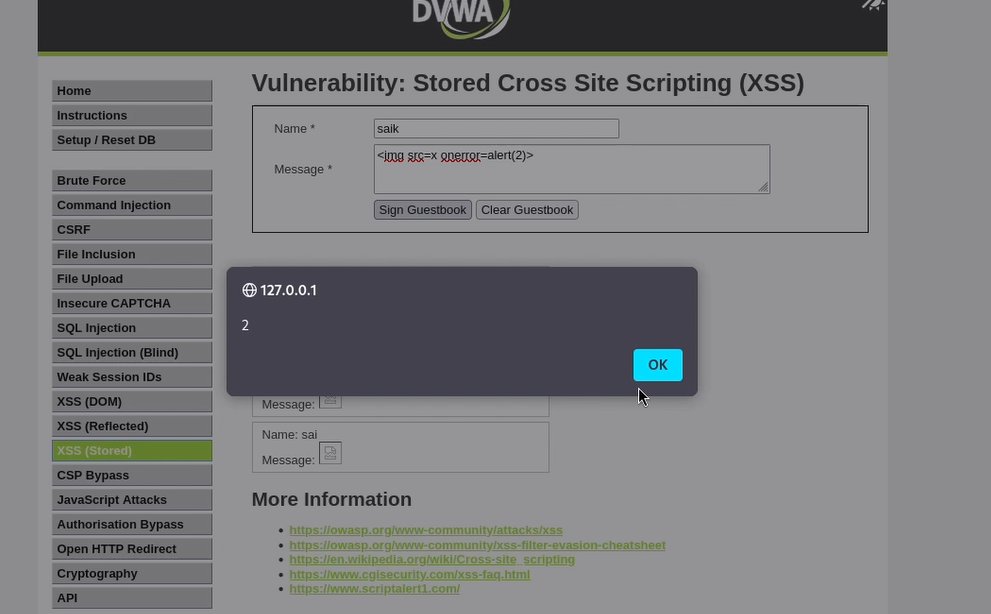 DVWA
Vulnerability: Stored Cross Site Scripting (XSS)
Home
Instructions
Setup / Reset DB
Brute Force
Command Injection
CSRF
File Inclusion
File Upload
Insecure CAPTCHA
SQL Injection
SQL Injection (Blind)
Weak Session IDs
XSS (DOM)
XSS (Reflected)
XSS (Stored)
CSP Bypass
JavaScript Attacks
Authorisation Bypass
Open HTTP Redirect
Cryptography
API
Name * saik
Message * <img src=x onerror=alert(2)>
Sign Guestbook Clear Guestbook
127.0.0.1
2
OK
Message:
Name: sai
Message:
More Information
https://owasp.org/www-community/attacks/xss
https://owasp.org/www-community/xss-filter-evasion-cheatsheet
https://en.wikipedia.org/wiki/Cross-site_scripting
https://www.cgisecurity.com/xss-faq.html
https://www.scriptalert1.com/